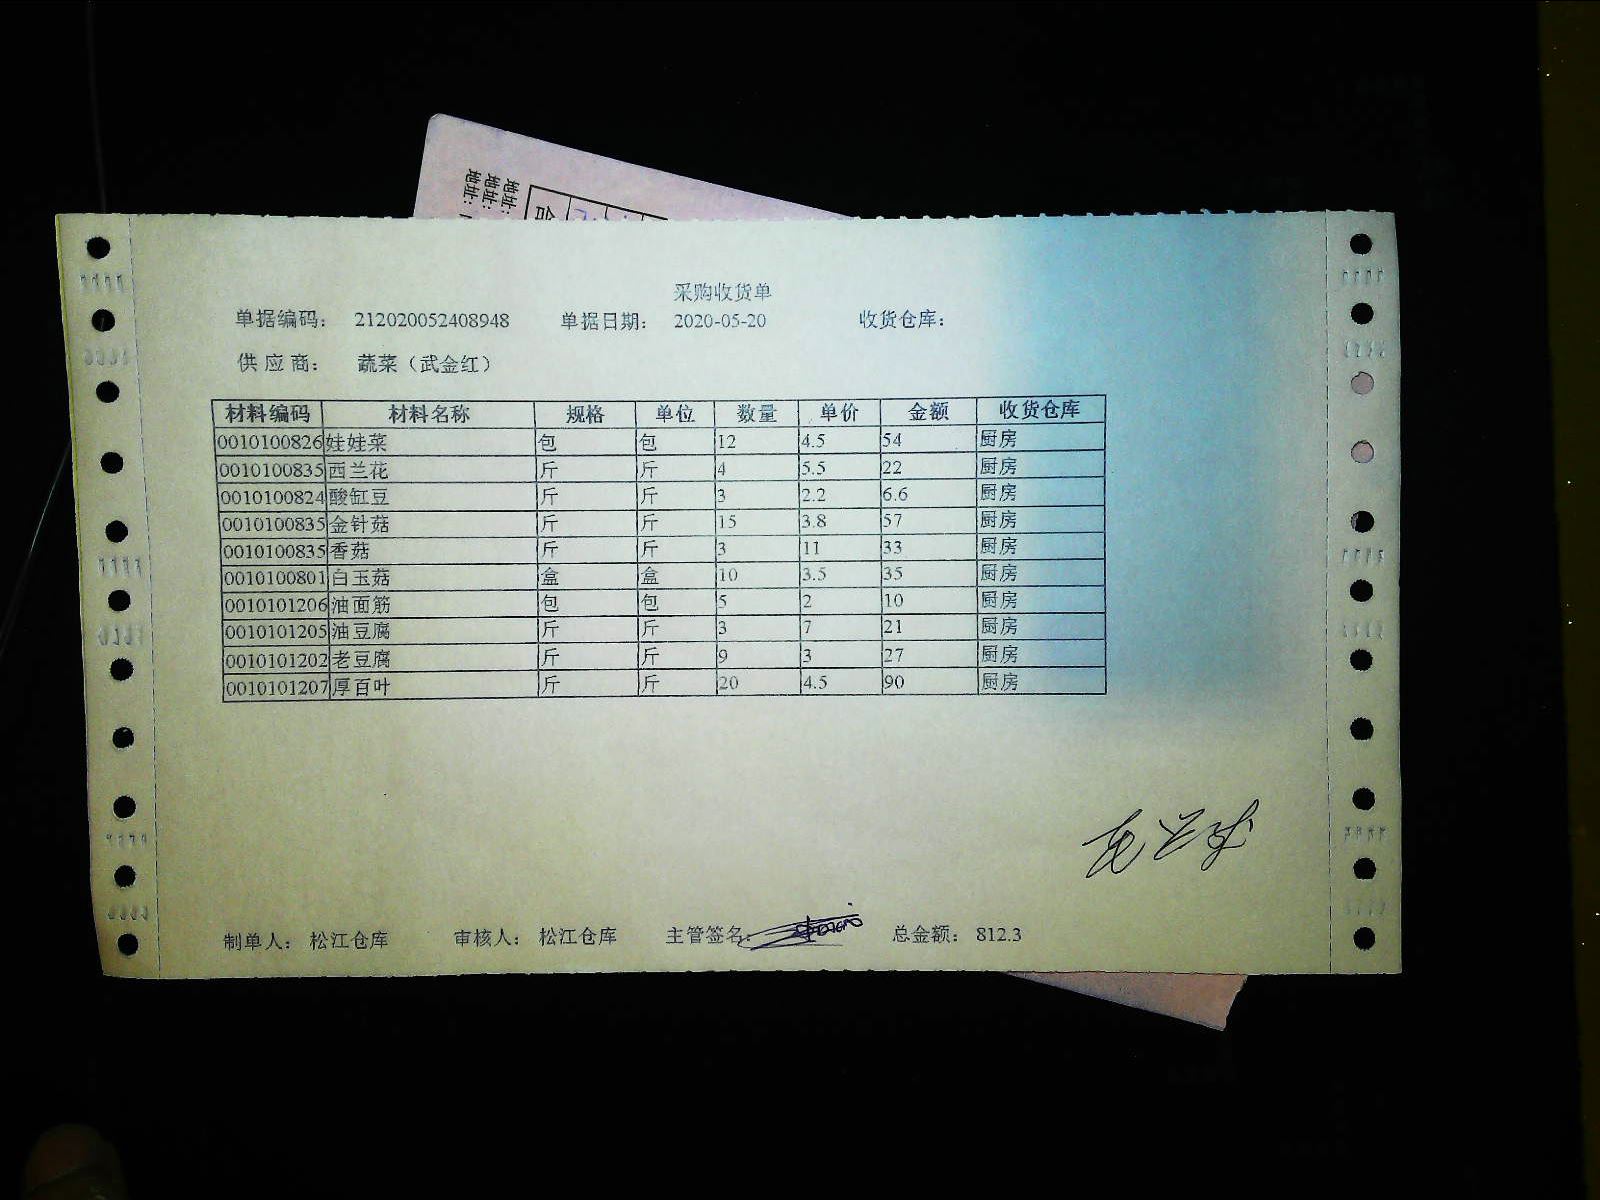 地址:
地址:
地址:
采购收货单
单据编码: 212020052408948 单据日期: 2020-05-20 收货仓库:
供应商: 蔬菜（武金红）
材料编码 材料名称 规格 单位 数量 单价 金额 收货仓库
0010100826 娃娃菜 包 包 12 4.5 54 厨房
0010100835 西兰花 斤 斤 4 5.5 22 厨房
0010100824 酸缸豆 斤 斤 3 2.2 6.6 厨房
0010100835 金针菇 斤 斤 15 3.8 57 厨房
0010100835 香菇 斤 斤 3 11 33 厨房
0010100801 白玉菇 盒 盒 10 3.5 35 厨房
0010101206 油面筋 包 包 5 2 10 厨房
0010101205 油豆腐 斤 斤 3 7 21 厨房
0010101202 老豆腐 斤 斤 9 3 27 厨房
0010101207 厚百叶 斤 斤 20 4.5 90 厨房
制单人: 松江仓库 审核人: 松江仓库 主管签名: 总金额: 812.3